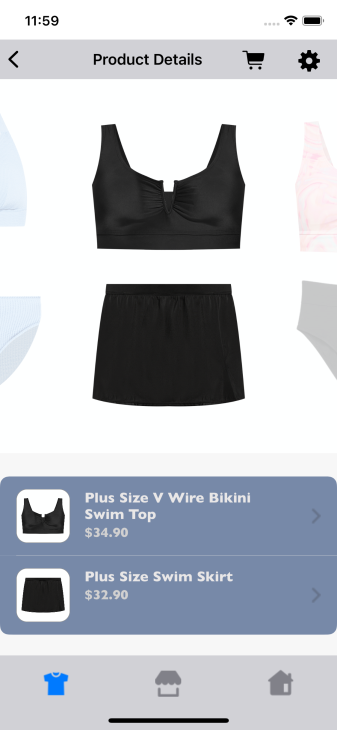 11:59
Product Details
Plus Size V Wire Bikini
Swim Top
$34.90
Plus Size Swim Skirt
$32.90